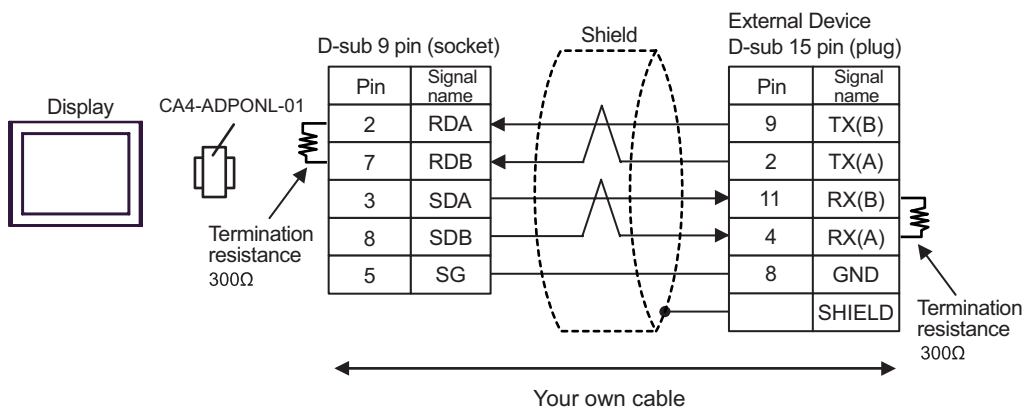 External Device
D-sub 9 pin (socket)
Shield
D-sub 15 pin (plug)
Display
CA4-ADPONL-01
Pin Signal name
2 RDA
7 RDB
3 SDA
8 SDB
5 SG
Termination
resistance
300Ω
Pin Signal name
9 TX(B)
2 TX(A)
11 RX(B)
4 RX(A)
8 GND
SHIELD
Termination
resistance
300Ω
Your own cable